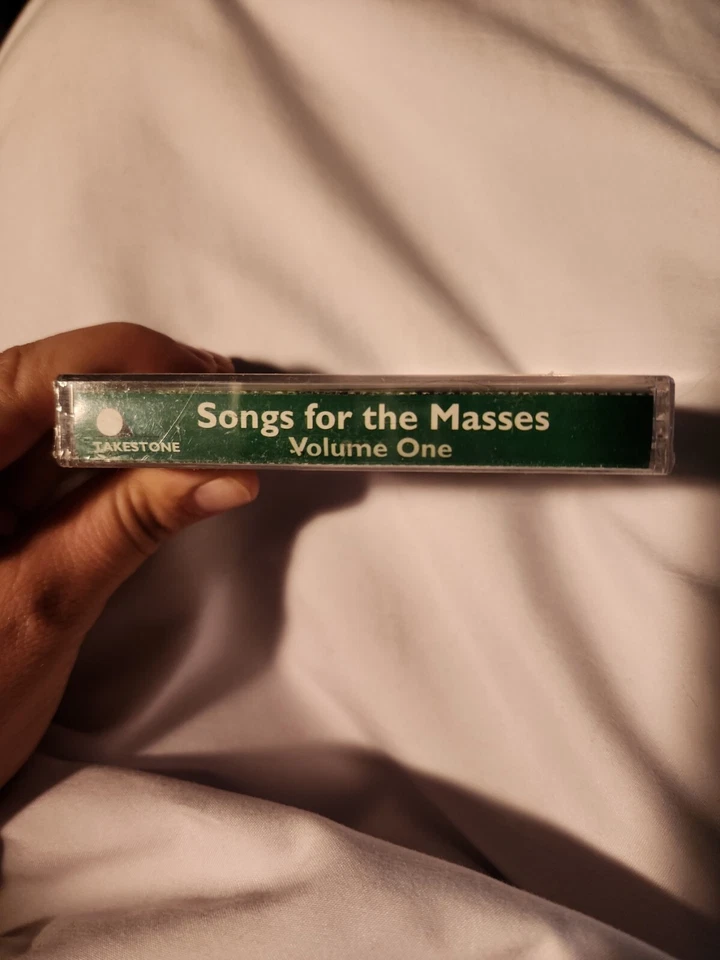 TAKESTONE
Songs for the Masses
Volume One